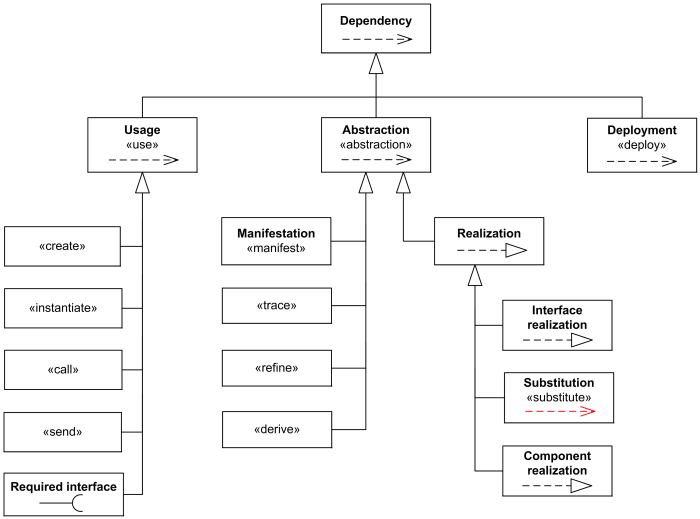 Dependency
Usage
«use»
Abstraction
«abstraction»
Deployment
«deploy»
«create»
«instantiate»
«call»
«send»
Required interface
Manifestation
«manifest»
«trace»
«refine»
«derive»
Realization
Interface
realization
Substitution
«substitute»
Component
realization